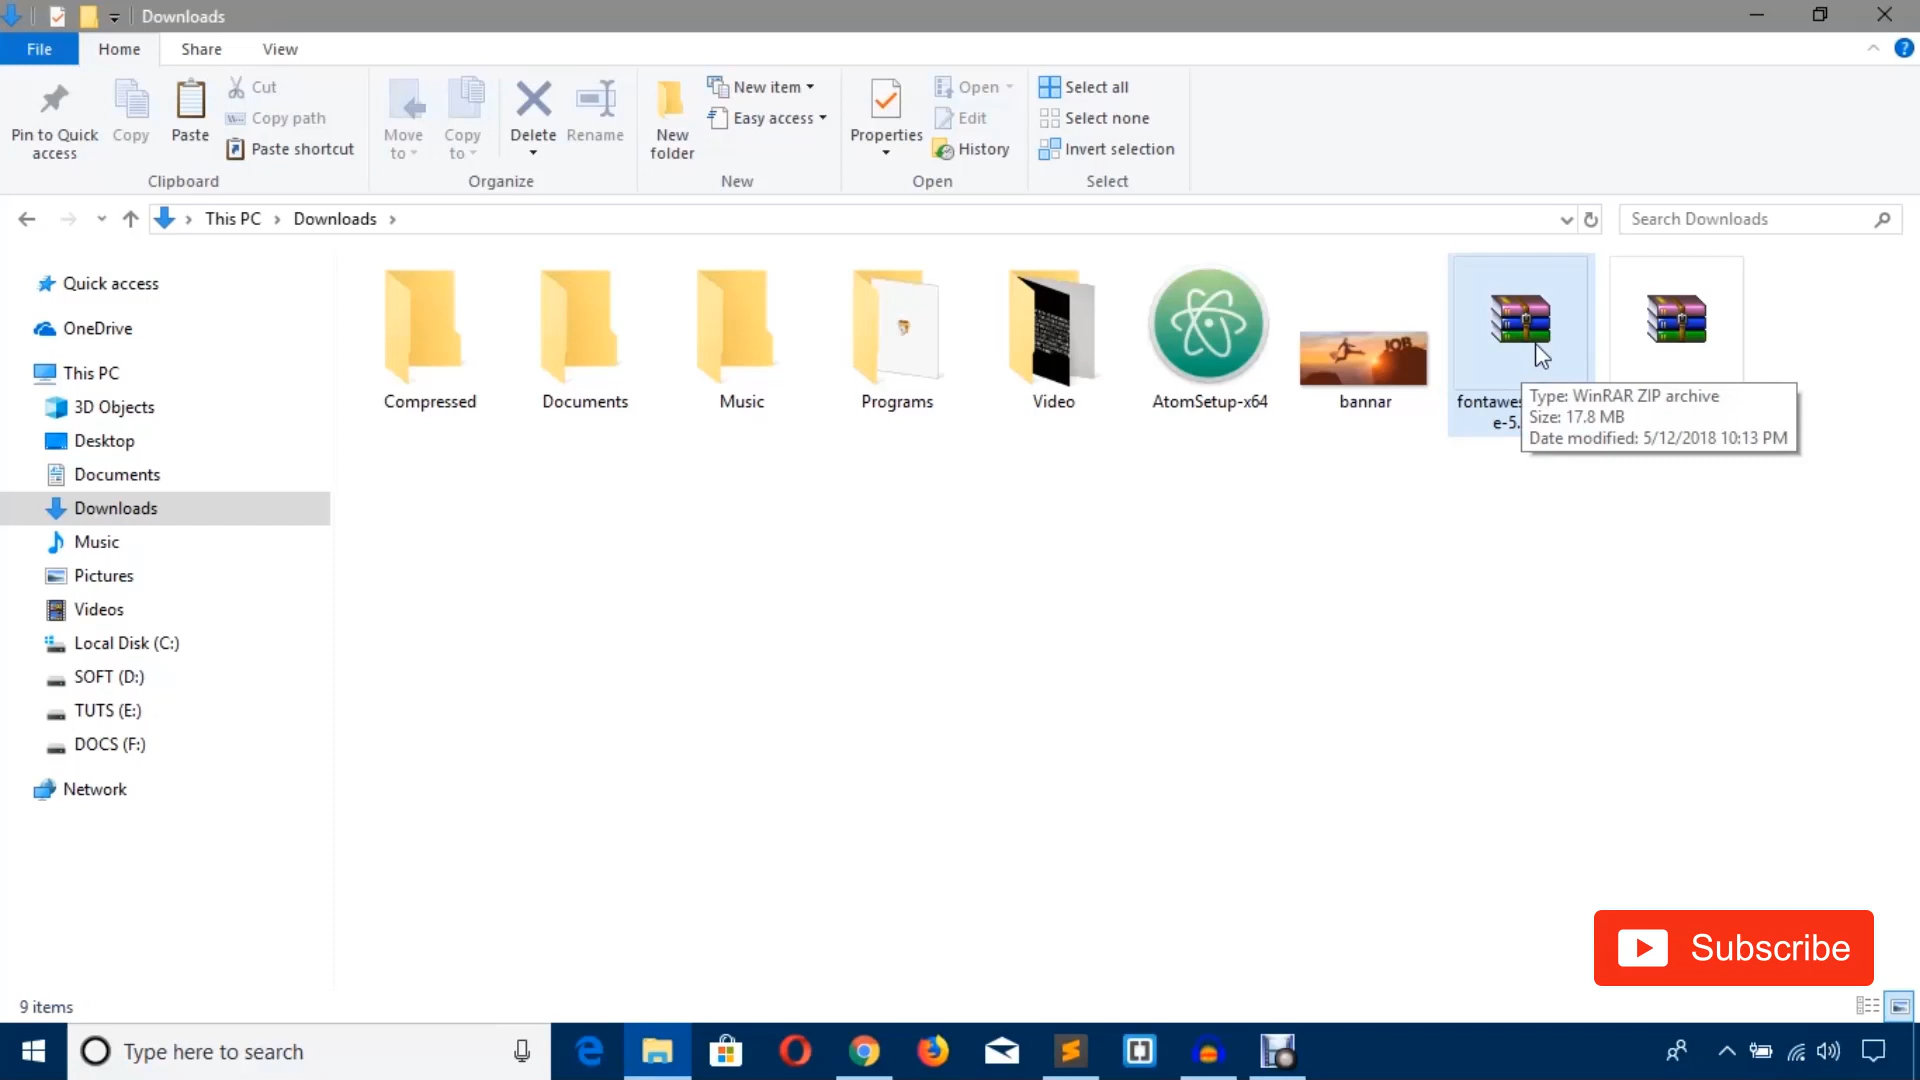 Downloads
File
Home
Share
View
Pin to Quick access
Copy
Paste
Cut
Copy path
Paste shortcut
Clipboard
Move to
Copy to
Delete
Rename
Organize
New folder
New item
Easy access
New
Properties
Open
Edit
History
Open
Select all
Select none
Invert selection
Select
This PC
Downloads
Search Downloads
Quick access
OneDrive
This PC
3D Objects
Desktop
Documents
Downloads
Music
Pictures
Videos
Local Disk (C:)
SOFT (D:)
TUTS (E:)
DOCS (F:)
Network
Compressed
Documents
Music
Programs
Video
AtomSetup-x64
JOB
bannar
fontawes
e-5.
Type: WinRAR ZIP archive
Size: 17.8 MB
Date modified: 5/12/2018 10:13 PM
Subscribe
9 items
Type here to search